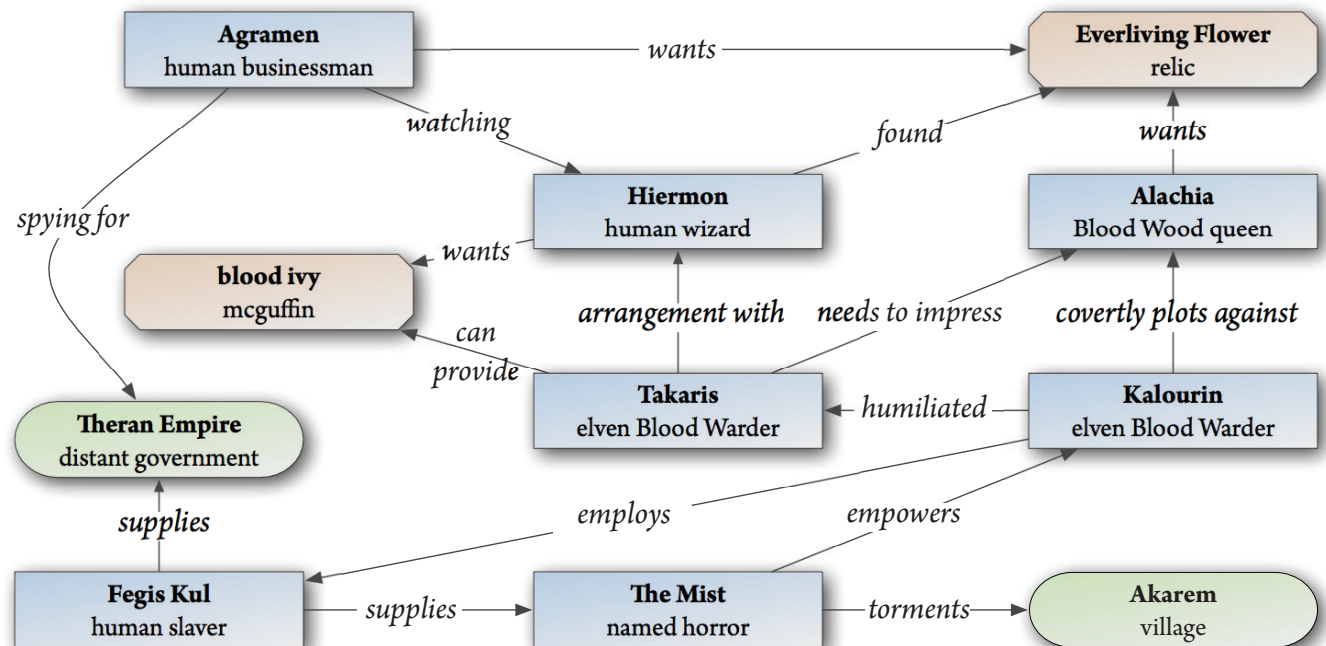 Agramen
human businessman
wants
Everliving Flower
relic
watching
found
wants
Hiermon
human wizard
Alachia
Blood Wood queen
spying for
wants
blood ivy
mcguffin
arrangement with
needs to impress
covertly plots against
can
provide
Takaris
elven Blood Warder
humiliated
Kalourin
elven Blood Warder
Theran Empire
distant government
supplies
employs
empowers
Fegis Kul
human slaver
supplies
The Mist
named horror
torments
Akarem
village